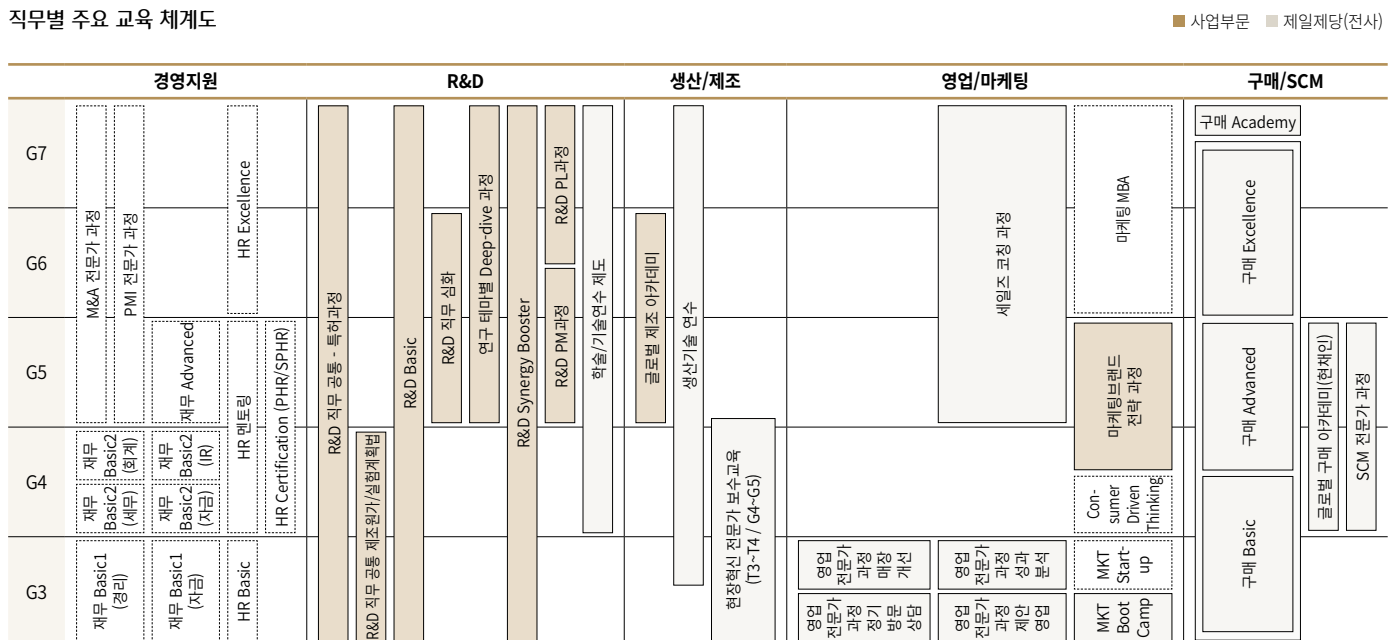 직무별 주요 교육 체계도
사업부문
제일제당(전사)
경영지원
R&D
생산/제조
영업/마케팅
구매/SCM
G7
G6
G5
G4
G3
M&A 전문가 과정
PMI 전문가 과정
재무 Advanced
HR Excellence
HR 멘토링
HR Certification (PHR/SPHR)
재무
Basic2
(회계)
재무
Basic2
(IR)
재무
Basic2
(세무)
재무
Basic2
(자금)
재무 Basic1
(경리)
재무 Basic1
(자금)
HR Basic
R&D 직무 공통 - 특허과정
R&D 직무 공통 제조원가/실험계획법
R&D Basic
R&D 직무 심화
연구 테마별 Deep-dive 과정
R&D Synergy Booster
R&D PL과정
R&D PM과정
학술/기술연수 제도
글로벌 제조 아카데미
생산기술 연수
현장혁신 전문가 보수교육
(T3~T4 / G4~G5)
세일즈 코칭 과정
영업
전문가
과정
매장
개선
영업
전문가
과정
성과
분석
영업
전문가
과정
정기
방문
상담
영업
전문가
과정
제안
영업
마케팅 MBA
마케팅브랜드
전략 과정
Con-
sumer
Driven
Thinking
MKT
Start-
up
MKT
Boot
Camp
구매 Academy
구매 Excellence
구매 Advanced
구매 Basic
글로벌 구매 아카데미(현채인)
SCM 전문가 과정